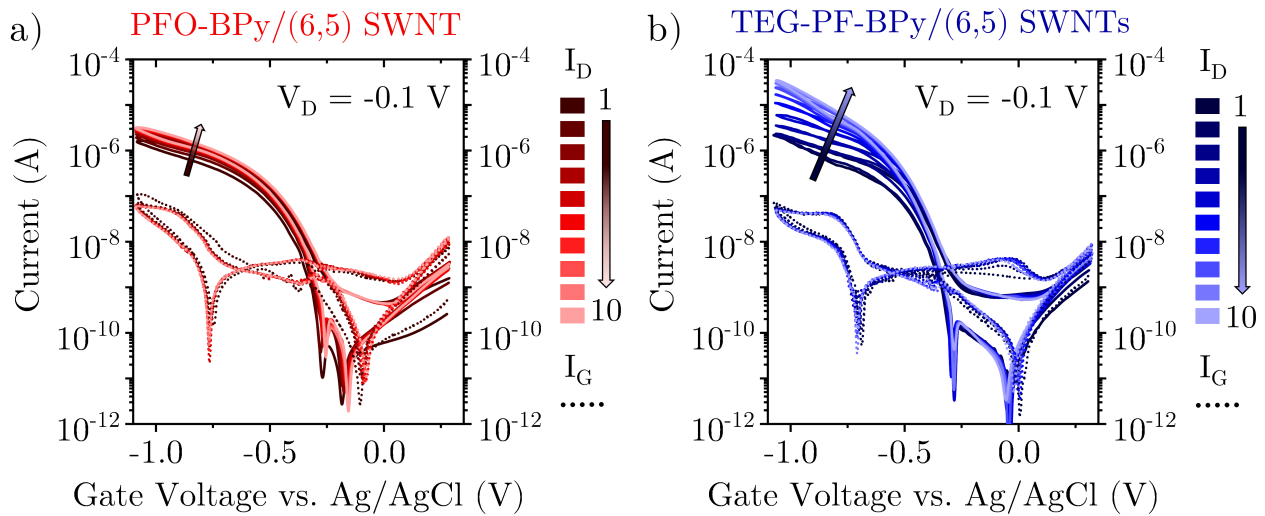 a)
PFO-BPy/(6,5) SWNT
V_D = -0.1 V
Current (A)
10^-4
10^-6
10^-8
10^-10
10^-12
10^-4
10^-6
10^-8
10^-10
10^-12
-1.0 -0.5 0.0
Gate Voltage vs. Ag/AgCl (V)
I_D
1
10
I_G
b)
TEG-PF-BPy/(6,5) SWNTs
V_D = -0.1 V
Current (A)
10^-4
10^-6
10^-8
10^-10
10^-12
10^-4
10^-6
10^-8
10^-10
10^-12
-1.0 -0.5 0.0
Gate Voltage vs. Ag/AgCl (V)
I_D
1
10
I_G